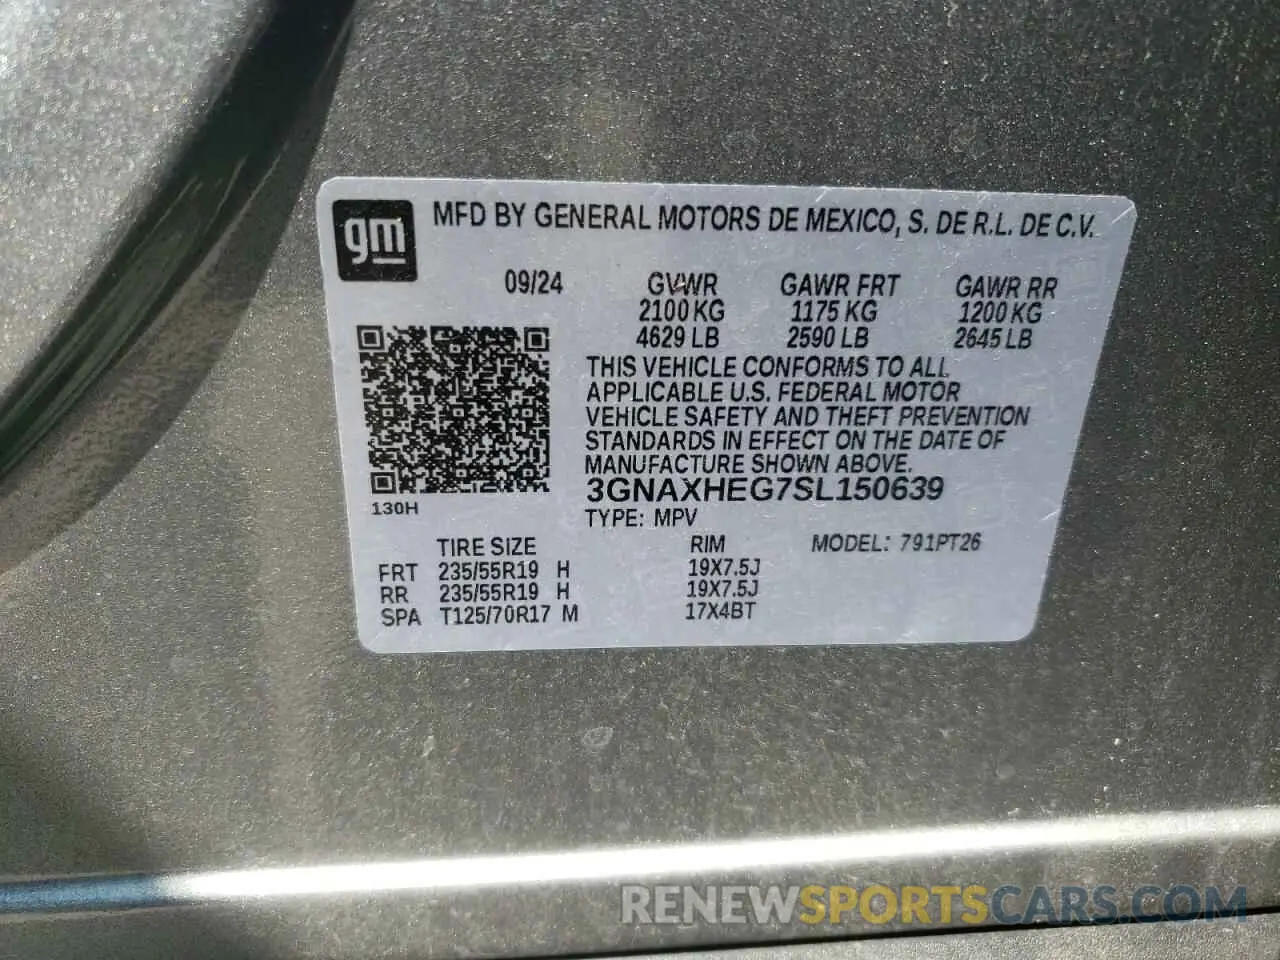 gm MFD BY GENERAL MOTORS DE MEXICO, S. DE R.L. DE C.V.
09/24 GVWR GAWR FRT GAWR RR
2100 KG 1175 KG 1200 KG
4629 LB 2590 LB 2645 LB
THIS VEHICLE CONFORMS TO ALL
APPLICABLE U.S. FEDERAL MOTOR
VEHICLE SAFETY AND THEFT PREVENTION
STANDARDS IN EFFECT ON THE DATE OF
MANUFACTURE SHOWN ABOVE.
3GNAXHEG7SL150639
130H
TYPE: MPV
TIRE SIZE RIM MODEL: 791PT26
FRT 235/55R19 H 19X7.5J
RR 235/55R19 H 19X7.5J
SPA T125/70R17 M 17X4BT
RENEWSPORTSCARS.COM